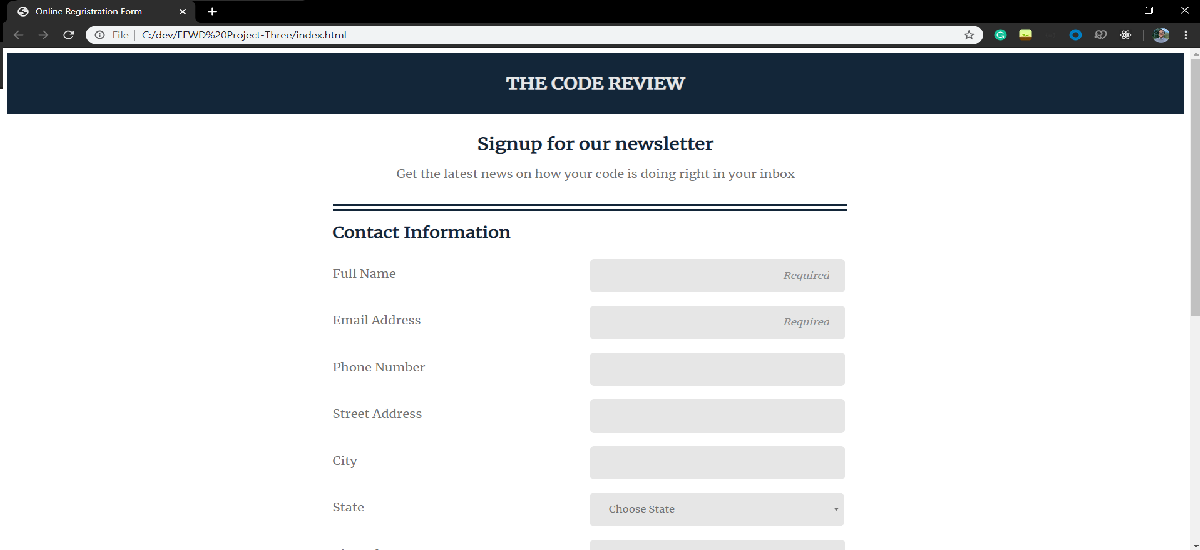 Online Regristration Form
File | C:/dev/FEWD%20Project-Three/index.html
THE CODE REVIEW
Signup for our newsletter
Get the latest news on how your code is doing right in your inbox
Contact Information
Full Name Required
Email Address Required
Phone Number
Street Address
City
State Choose State